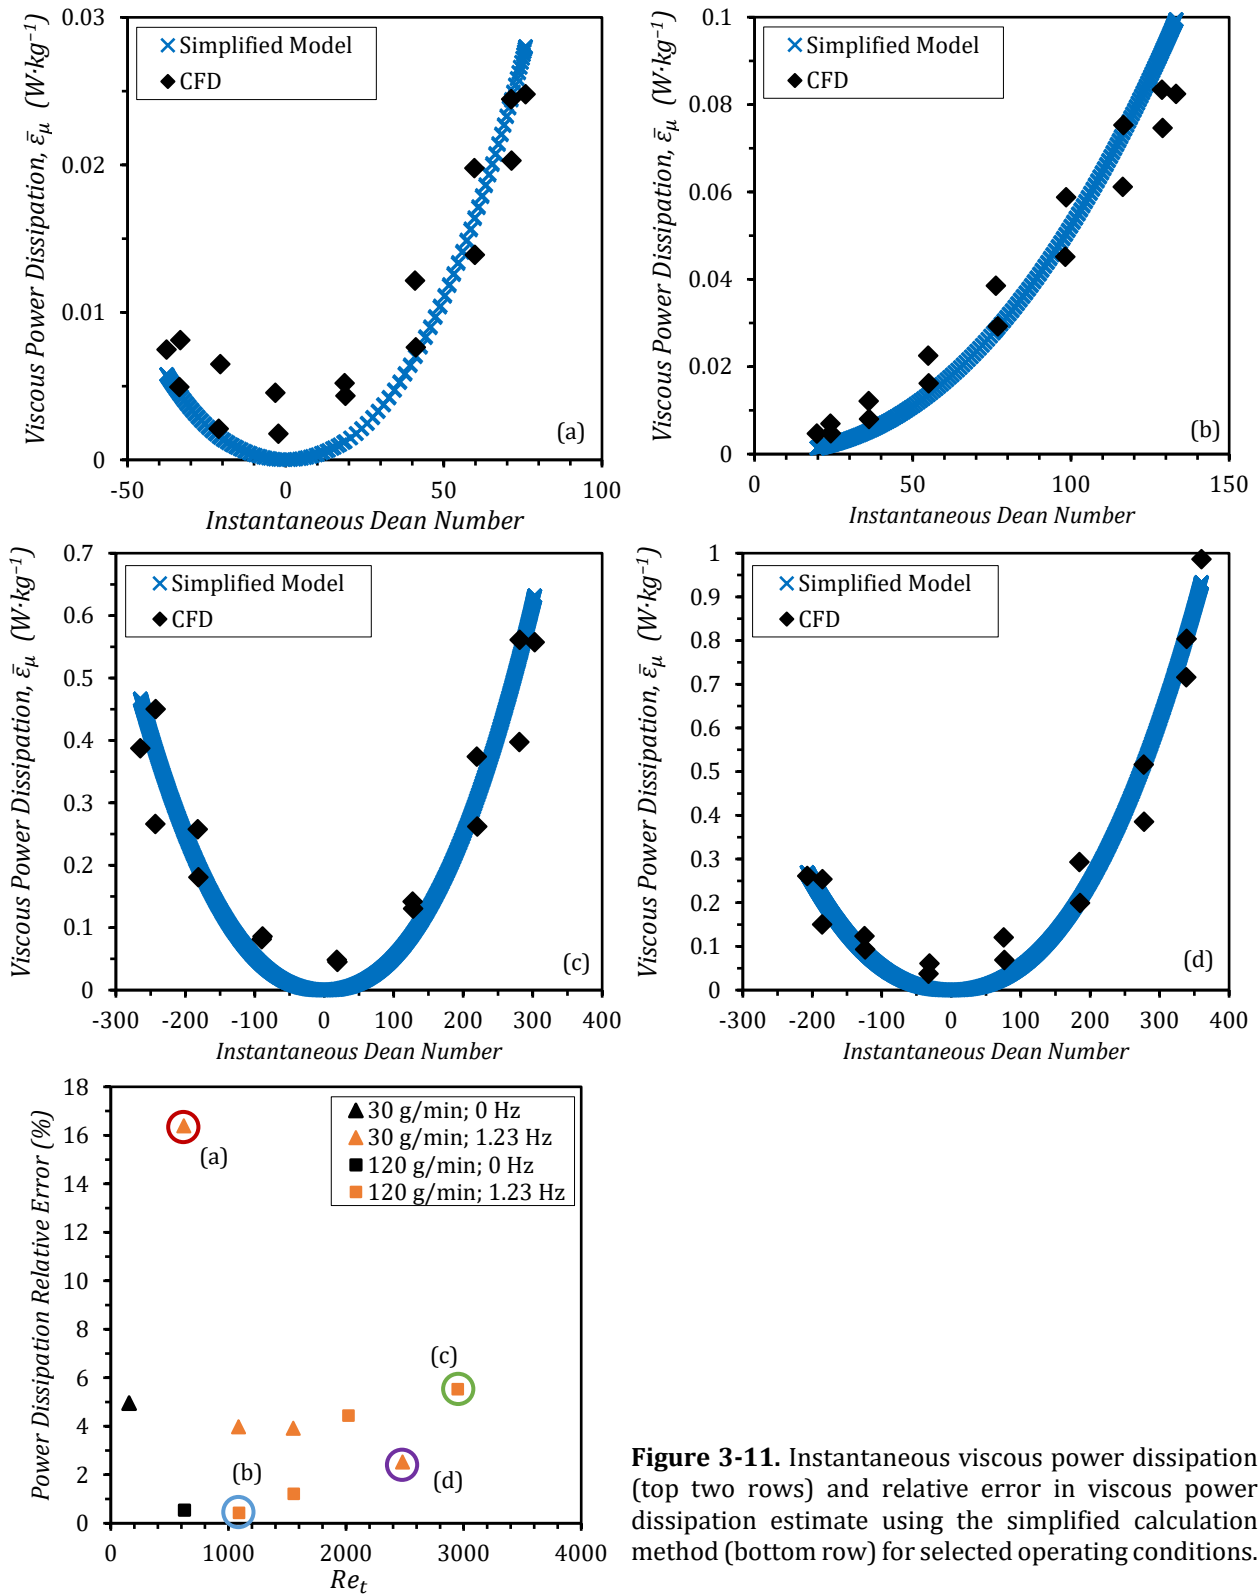 Viscous Power Dissipation, ε̄μ (W·kg⁻¹)
0.03
0.02
0.01
0
Simplified Model
CFD
(a)
-50 0 50 100
Instantaneous Dean Number
Viscous Power Dissipation, ε̄μ (W·kg⁻¹)
0.1
0.08
0.06
0.04
0.02
0
Simplified Model
CFD
(b)
0 50 100 150
Instantaneous Dean Number
Viscous Power Dissipation, ε̄μ (W·kg⁻¹)
0.7
0.6
0.5
0.4
0.3
0.2
0.1
0
Simplified Model
CFD
(c)
-300 -200 -100 0 100 200 300 400
Instantaneous Dean Number
Viscous Power Dissipation, ε̄μ (W·kg⁻¹)
1
0.9
0.8
0.7
0.6
0.5
0.4
0.3
0.2
0.1
0
Simplified Model
CFD
(d)
-300 -200 -100 0 100 200 300 400
Instantaneous Dean Number
Power Dissipation Relative Error (%)
18
16
14
12
10
8
6
4
2
0
30 g/min; 0 Hz
30 g/min; 1.23 Hz
120 g/min; 0 Hz
120 g/min; 1.23 Hz
(a)
(c)
(b)
(d)
0 1000 2000 3000 4000
Reₜ
Figure 3-11. Instantaneous viscous power dissipation
(top two rows) and relative error in viscous power
dissipation estimate using the simplified calculation
method (bottom row) for selected operating conditions.